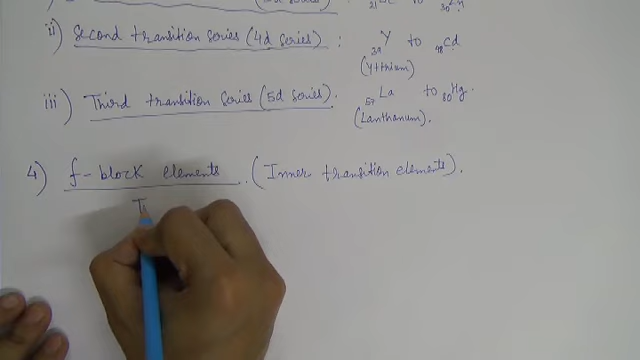 ii) Second transition series (4d series) : 39Y to 48Cd
(Yttrium)
iii) Third transition series (5d series). 57La to 80Hg.
(Lanthanum).
4) f-block elements. (Inner transition elements).
T